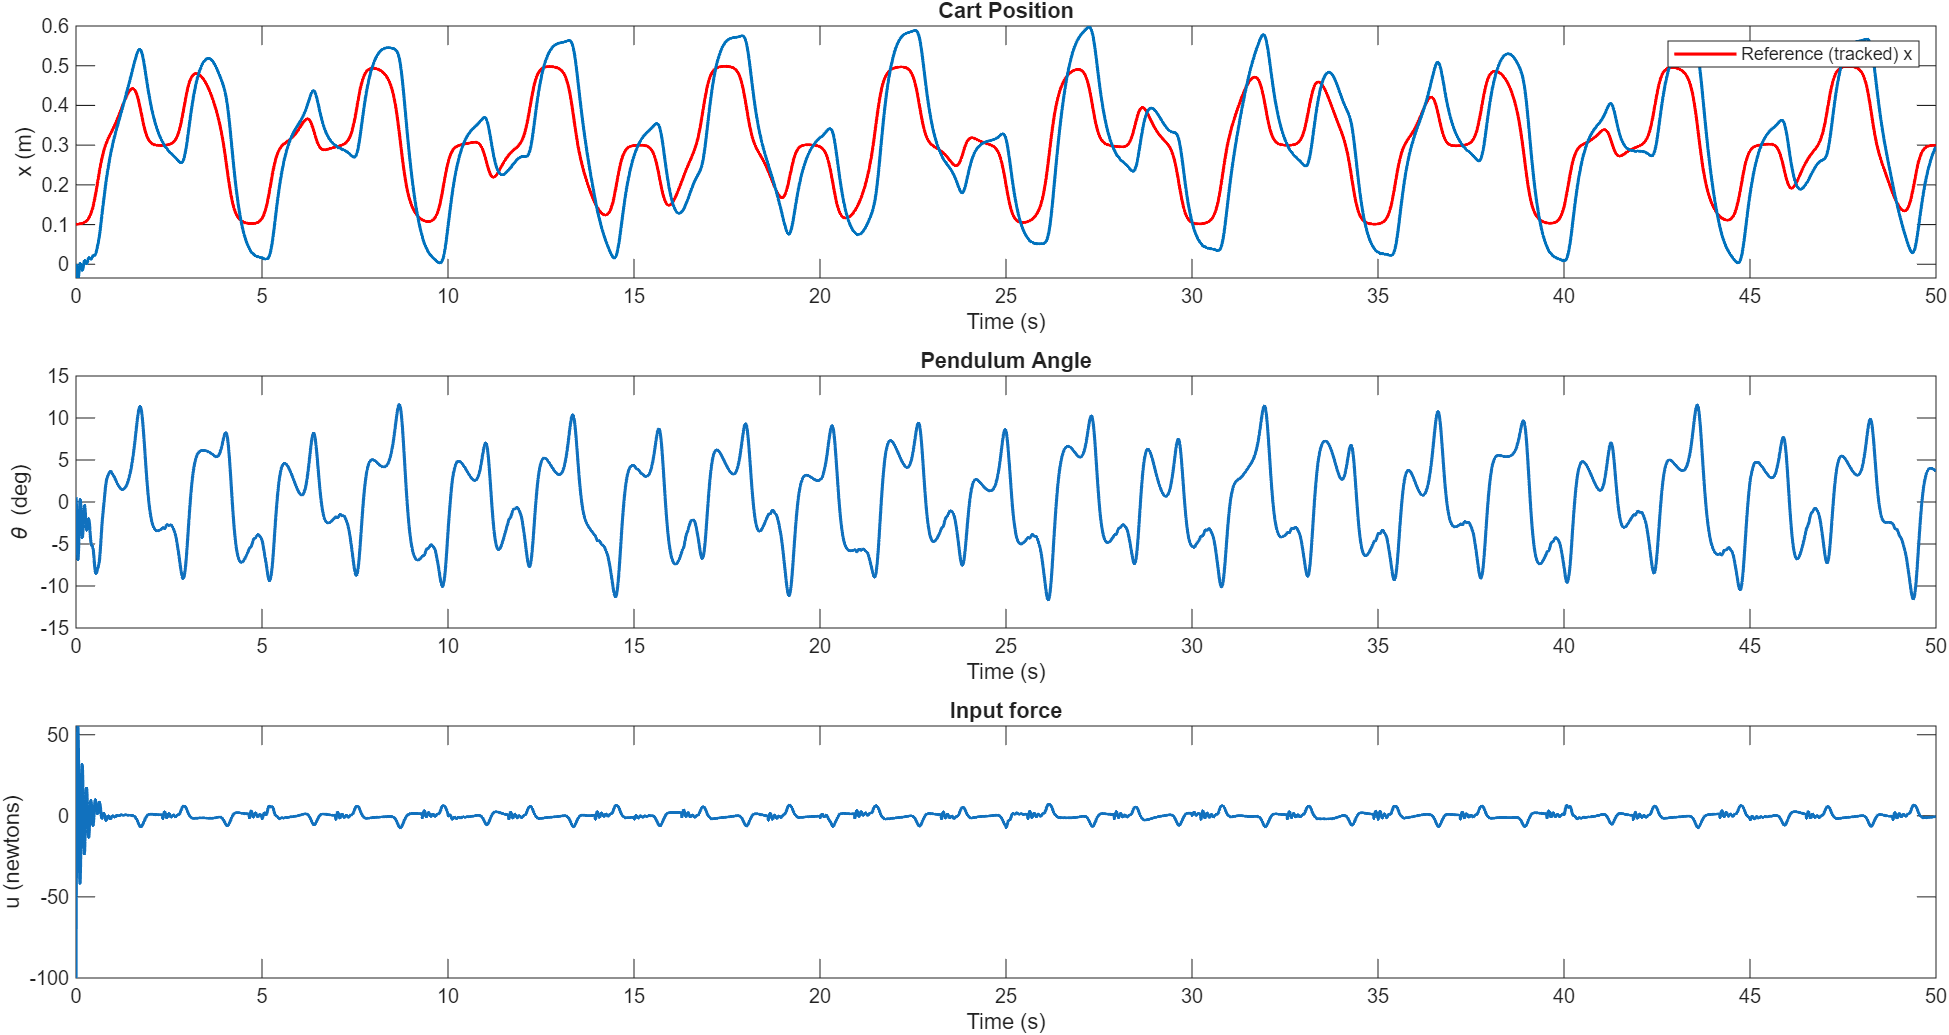 Cart Position
0.6
0.5
0.4
0.3
0.2
0.1
0
x (m)
Reference (tracked) x
0 5 10 15 20 25 30 35 40 45 50
Time (s)
Pendulum Angle
15
10
5
0
-5
-10
-15
θ (deg)
0 5 10 15 20 25 30 35 40 45 50
Time (s)
Input force
50
0
-50
-100
u (newtons)
0 5 10 15 20 25 30 35 40 45 50
Time (s)